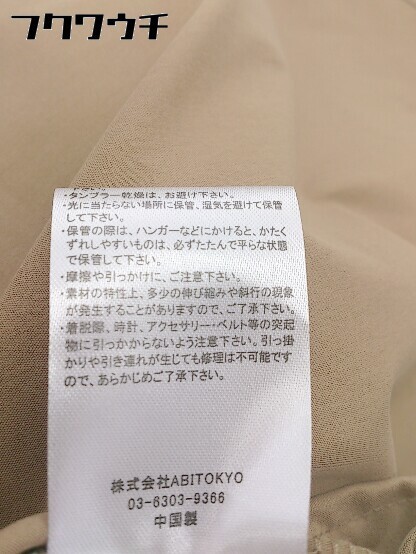 フクワウチ
下さい。
・タンブラー乾燥は、お避け下さい。
・光に当たらない場所に保管、湿気を避けて保管
して下さい。
・保管の際は、ハンガーなどにかけると、かたく
ずれしやすいものは、必ずたたんで平らな状態
で保管して下さい。
・摩擦や引っかけに、ご注意下さい。
・素材の特性上、多少の伸び縮みや斜行の現象
が発生することがありますので、ご了承下さい。
・着脱際、時計、アクセサリー・ベルト等の突起
物に引っかからないよう注意下さい。引っ掛
かりや引き連れが生じても修理は不可能です
ので、あらかじめご了承下さい。
株式会社ABITOKYO
03-6303-9366
中国製